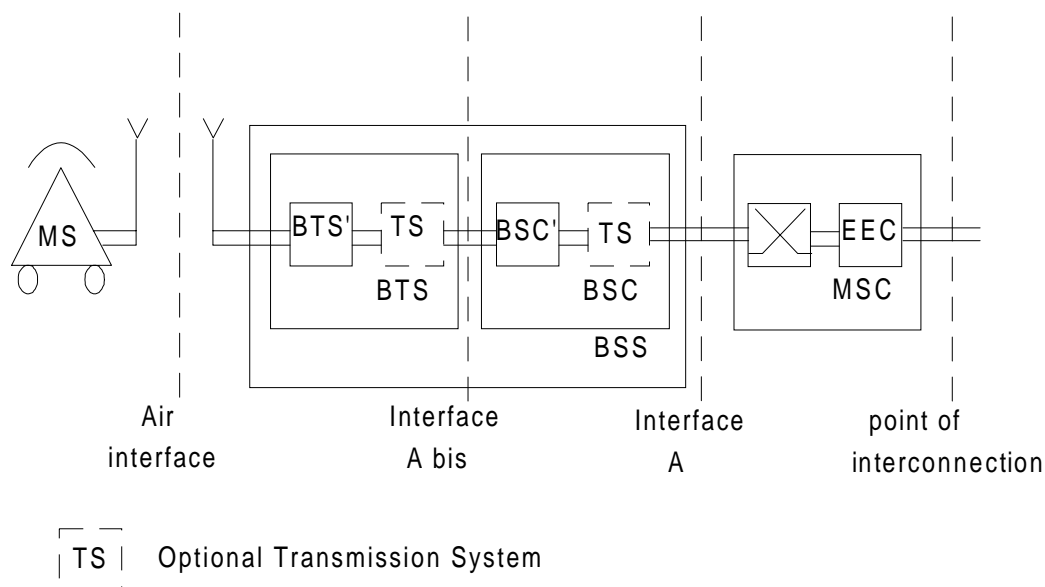 MS
BTS'
TS
BTS
BSC'
TS
BSC
BSS
EEC
MSC
Air
interface
Interface
A bis
Interface
A
point of
interconnection
TS
Optional Transmission System